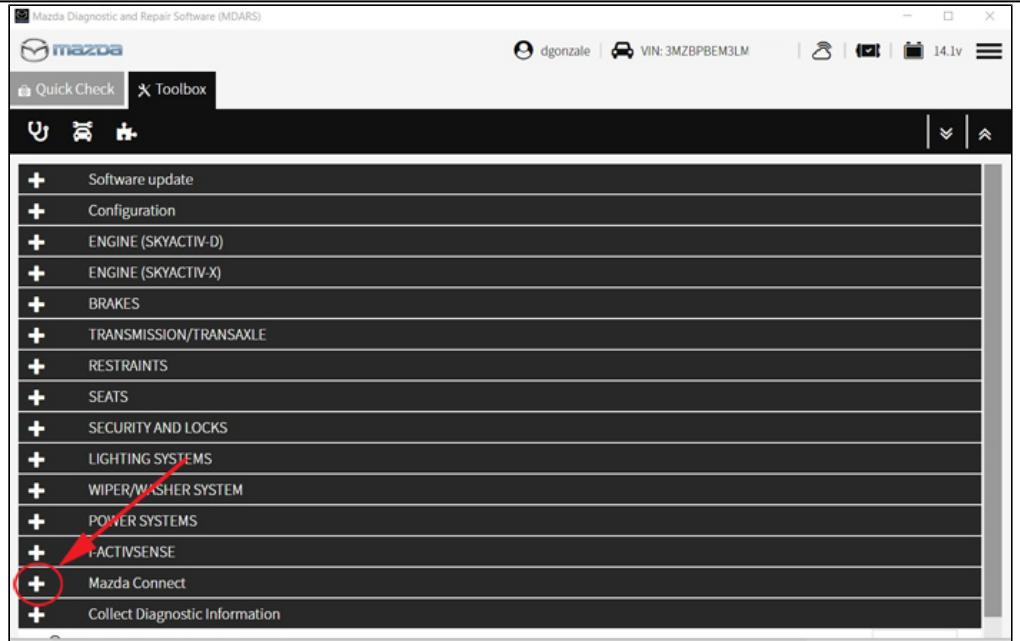 Mazda Diagnostic and Repair Software (MDARS)
mazda
dgonzale
VIN: 3MZBPBEM3LM
14.1v
Quick Check
Toolbox
Software update
Configuration
ENGINE (SKYACTIV-D)
ENGINE (SKYACTIV-X)
BRAKES
TRANSMISSION/TRANSAXLE
RESTRAINTS
SEATS
SECURITY AND LOCKS
LIGHTING SYSTEMS
WIPER/WASHER SYSTEM
POWER SYSTEMS
I-ACTIVSENSE
Mazda Connect
Collect Diagnostic Information